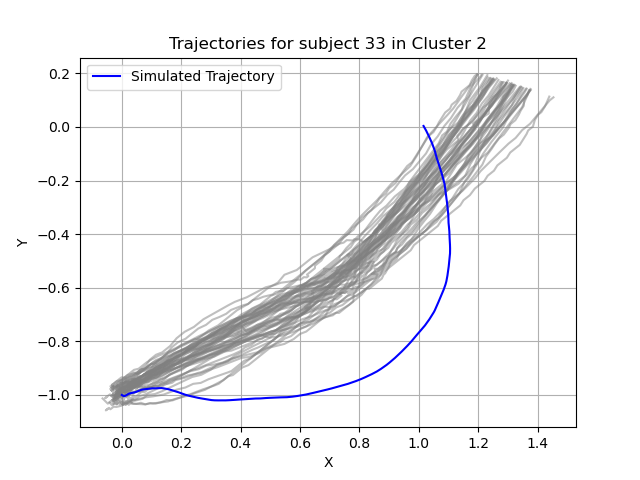 Trajectories for subject 33 in Cluster 2
Simulated Trajectory
0.2
0.0
−0.2
−0.4
−0.6
−0.8
−1.0
Y
0.0 0.2 0.4 0.6 0.8 1.0 1.2 1.4
X